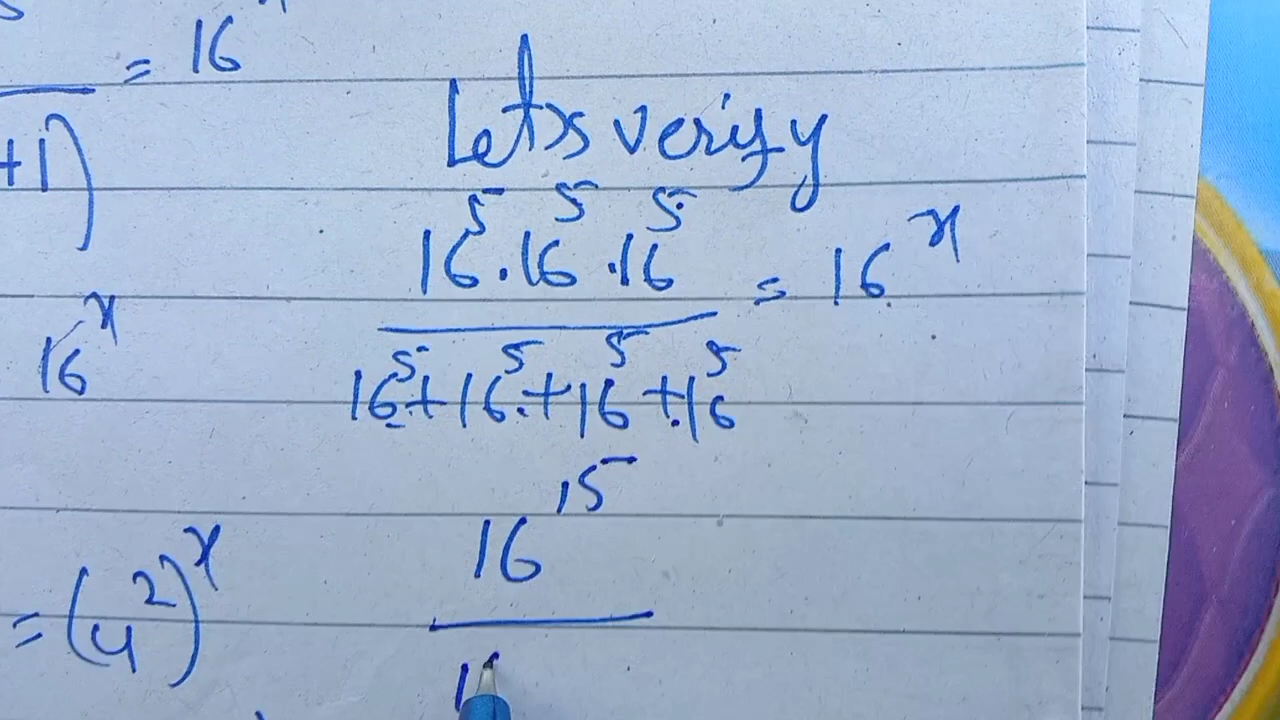 = 16
Let's verify
+1)
16^5 . 16^5 . 16^5 = 16^x
16^x
16^5 + 16^5 + 16^5 + 16^5
16^15
= (4^2)^x